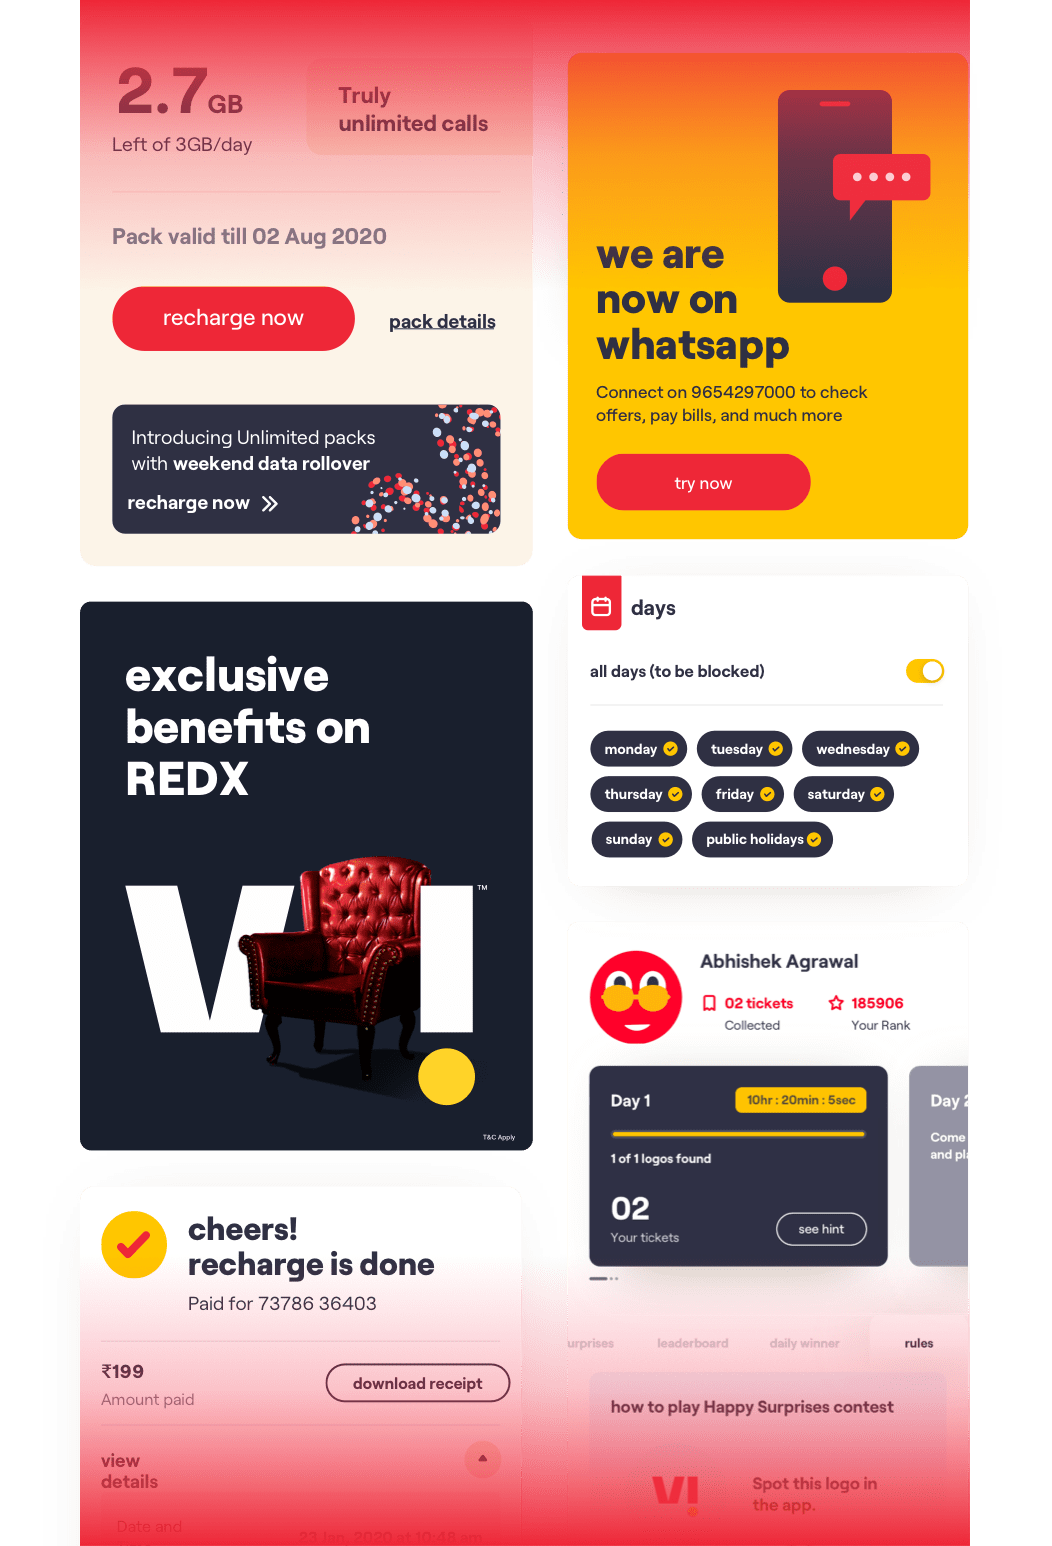 2.7GB
Left of 3GB/day
Truly
unlimited calls
Pack valid till 02 Aug 2020
recharge now
pack details
Introducing Unlimited packs
with weekend data rollover
recharge now
exclusive
benefits on
REDX
VI
TM
T&C Apply
cheers!
recharge is done
Paid for 73786 36403
₹199
Amount paid
download receipt
view
details
Date and
23 Jan, 2020 at 10:48 am
we are
now on
whatsapp
Connect on 9654297000 to check
offers, pay bills, and much more
try now
days
all days (to be blocked)
monday
tuesday
wednesday
thursday
friday
saturday
sunday
public holidays
Abhishek Agrawal
02 tickets
Collected
185906
Your Rank
Day 1
10hr : 20min : 5sec
1 of 1 logos found
02
Your tickets
see hint
Day 2
Come
and pla
urprises
leaderboard
daily winner
rules
how to play Happy Surprises contest
VI
Spot this logo in
the app.